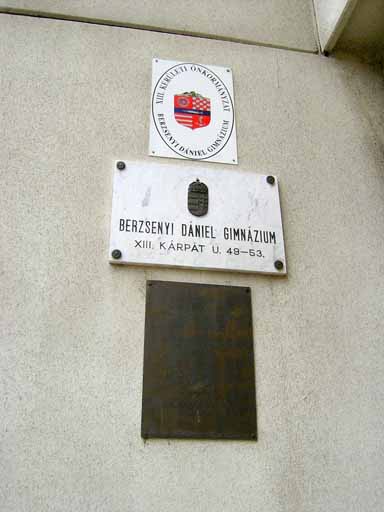 XIII. KERÜLETI ÖNKORMÁNYZAT
BERZSENYI DÁNIEL GIMNÁZIUM
BERZSENYI DÁNIEL GIMNÁZIUM
XIII. KÁRPÁT U. 49-53.